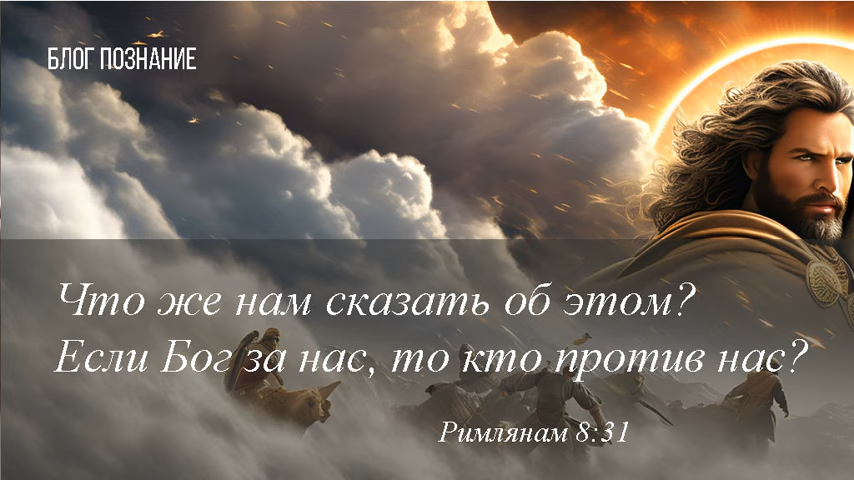 БЛОГ ПОЗНАНИЕ
Что же нам сказать об этом?
Если Бог за нас, то кто против нас?
Римлянам 8:31